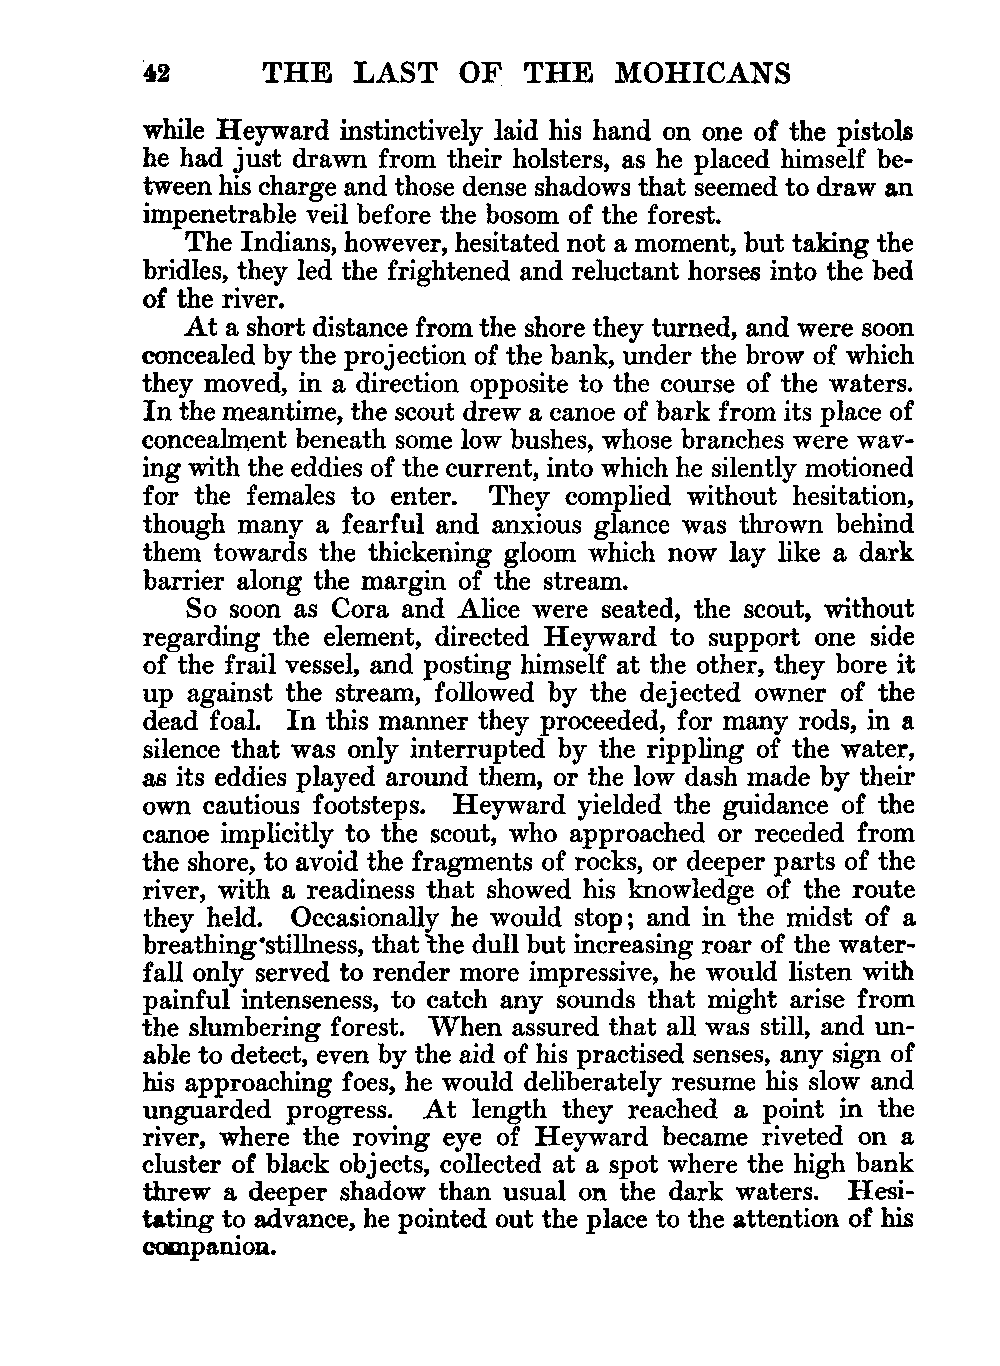 42 THE LAST OF THE MOHICANS
while Heyward instinctively laid his hand on one of the pistols
he had just drawn from their holsters, as he placed himself be-
tween his charge and those dense shadows that seemed to draw an
impenetrable veil before the bosom of the forest.
The Indians, however, hesitated not a moment, but taking the
bridles, they led the frightened and reluctant horses into the bed
of the river.
At a short distance from the shore they turned, and were soon
concealed by the projection of the bank, under the brow of which
they moved, in a direction opposite to the course of the waters.
In the meantime, the scout drew a canoe of bark from its place of
concealment beneath some low bushes, whose branches were wav-
ing with the eddies of the current, into which he silently motioned
for the females to enter. They complied without hesitation,
though many a fearful and anxious glance was thrown behind
them towards the thickening gloom which now lay like a dark
barrier along the margin of the stream.
So soon as Cora and Alice were seated, the scout, without
regarding the element, directed Heyward to support one side
of the frail vessel, and posting himself at the other, they bore it
up against the stream, followed by the dejected owner of the
dead foal. In this manner they proceeded, for many rods, in a
silence that was only interrupted by the rippling of the water,
as its eddies played around them, or the low dash made by their
own cautious footsteps. Heyward yielded the guidance of the
canoe implicitly to the scout, who approached or receded from
the shore, to avoid the fragments of rocks, or deeper parts of the
river, with a readiness that showed his knowledge of the route
they held. Occasionally he would stop; and in the midst of a
breathing stillness, that the dull but increasing roar of the water-
fall only served to render more impressive, he would listen with
painful intenseness, to catch any sounds that might arise from
the slumbering forest. When assured that all was still, and un-
able to detect, even by the aid of his practised senses, any sign of
his approaching foes, he would deliberately resume his slow and
unguarded progress. At length they reached a point in the
river, where the roving eye of Heyward became riveted on a
cluster of black objects, collected at a spot where the high bank
threw a deeper shadow than usual on the dark waters. Hesi-
tating to advance, he pointed out the place to the attention of his
companion.